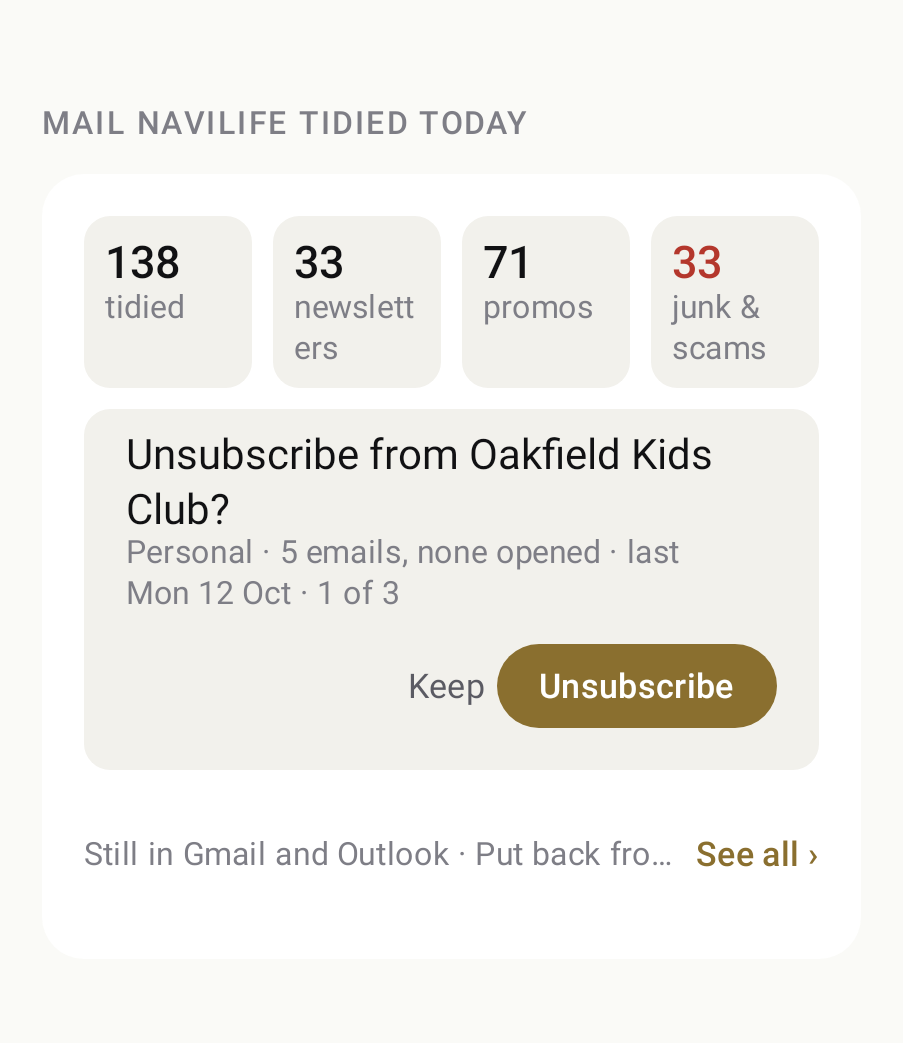 MAIL NAVILIFE TIDIED TODAY
138
tidied
33
newslett
ers
71
promos
33
junk &
scams
Unsubscribe from Oakfield Kids
Club?
Personal · 5 emails, none opened · last
Mon 12 Oct · 1 of 3
Keep
Unsubscribe
Still in Gmail and Outlook · Put back fro… See all ›